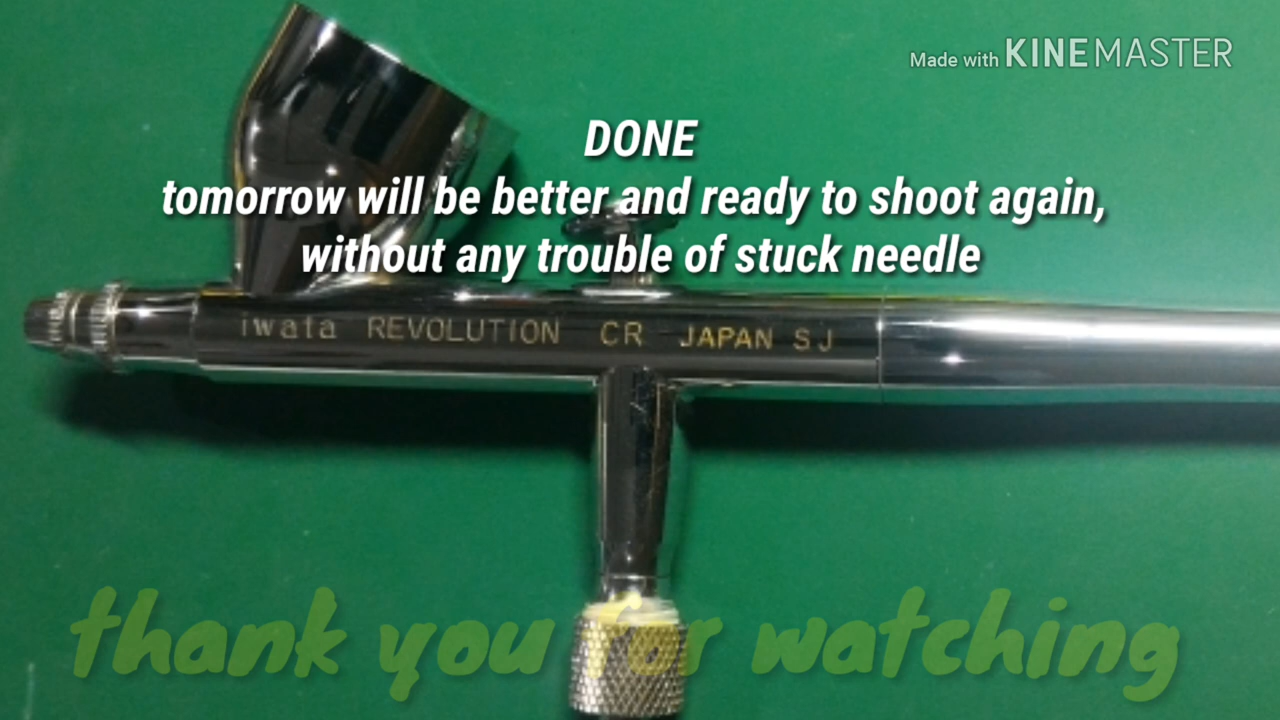 Made with KINEMASTER
DONE
tomorrow will be better and ready to shoot again,
without any trouble of stuck needle
iwata REVOLUTION CR JAPAN SJ
thank you for watching